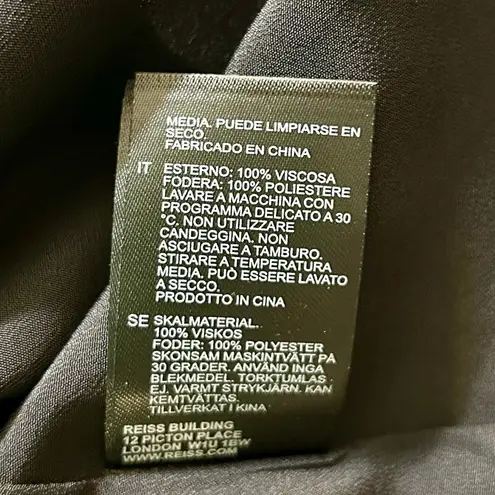 MEDIA. PUEDE LIMPIARSE EN
SECO.
FABRICADO EN CHINA
IT ESTERNO: 100% VISCOSA
FODERA: 100% POLIESTERE
LAVARE A MACCHINA CON
PROGRAMMA DELICATO A 30
°C. NON UTILIZZARE
CANDEGGINA. NON
ASCIUGARE A TAMBURO.
STIRARE A TEMPERATURA
MEDIA. PUÒ ESSERE LAVATO
A SECCO.
PRODOTTO IN CINA
SE SKALMATERIAL.
100% VISKOS
FODER: 100% POLYESTER
SKONSAM MASKINTVÄTT PÅ
30 GRADER. ANVÄND INGA
BLEKMEDEL. TORKTUMLAS
EJ. VARMT STRYKJÄRN. KAN
KEMTVÄTTAS.
TILLVERKAT I KINA
REISS BUILDING
12 PICTON PLACE
LONDON W1U 1BW
WWW.REISS.COM